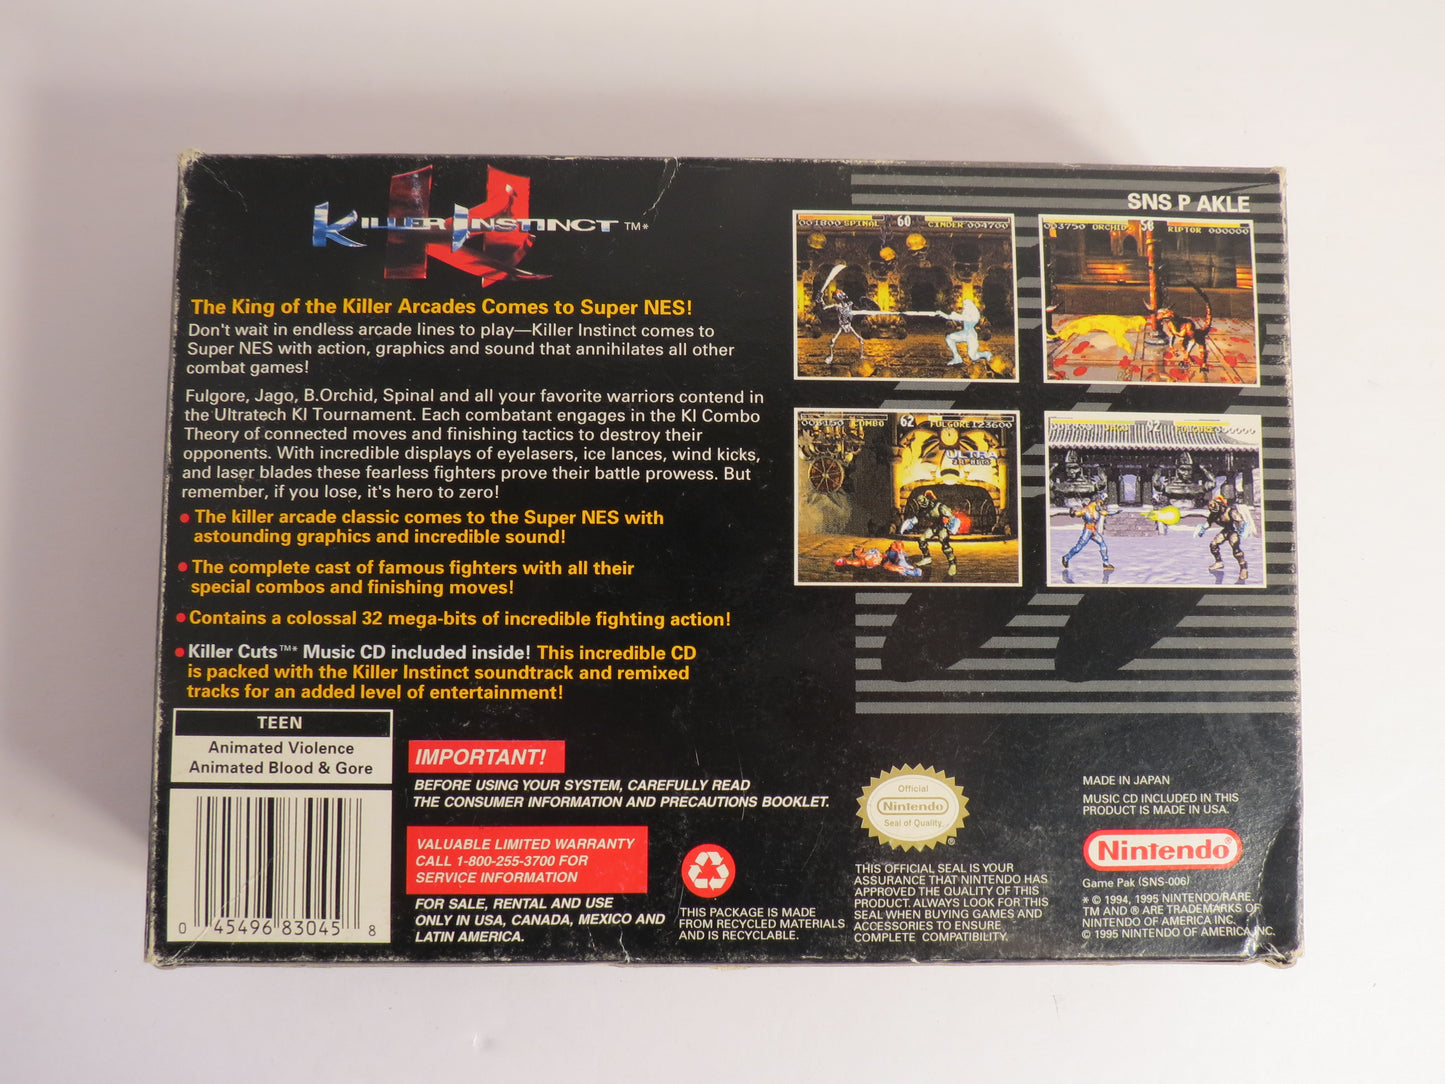 KILLER INSTINCT™*
The King of the Killer Arcades Comes to Super NES!
Don't wait in endless arcade lines to play—Killer Instinct comes to
Super NES with action, graphics and sound that annihilates all other
combat games!
Fulgore, Jago, B.Orchid, Spinal and all your favorite warriors contend in
the Ultratech KI Tournament. Each combatant engages in the KI Combo
Theory of connected moves and finishing tactics to destroy their
opponents. With incredible displays of eyelasers, ice lances, wind kicks,
and laser blades these fearless fighters prove their battle prowess. But
remember, if you lose, it's hero to zero!
• The killer arcade classic comes to the Super NES with
astounding graphics and incredible sound!
• The complete cast of famous fighters with all their
special combos and finishing moves!
• Contains a colossal 32 mega-bits of incredible fighting action!
• Killer Cuts™* Music CD included inside! This incredible CD
is packed with the Killer Instinct soundtrack and remixed
tracks for an added level of entertainment!
SNS P AKLE
001800 SPINAL 60 CINDER 004700
003750 ORCHID 58 RIPTOR 000000
COMBO 62 FULGORE 123600
ULTRA
TEEN
Animated Violence
Animated Blood & Gore
0 45496 83045 8
IMPORTANT!
BEFORE USING YOUR SYSTEM, CAREFULLY READ
THE CONSUMER INFORMATION AND PRECAUTIONS BOOKLET.
VALUABLE LIMITED WARRANTY
CALL 1-800-255-3700 FOR
SERVICE INFORMATION
FOR SALE, RENTAL AND USE
ONLY IN USA, CANADA, MEXICO AND
LATIN AMERICA.
THIS PACKAGE IS MADE
FROM RECYCLED MATERIALS
AND IS RECYCLABLE.
Official
Nintendo
Seal of Quality
®
THIS OFFICIAL SEAL IS YOUR
ASSURANCE THAT NINTENDO HAS
APPROVED THE QUALITY OF THIS
PRODUCT. ALWAYS LOOK FOR THIS
SEAL WHEN BUYING GAMES AND
ACCESSORIES TO ENSURE
COMPLETE COMPATIBILITY.
MADE IN JAPAN
MUSIC CD INCLUDED IN THIS
PRODUCT IS MADE IN USA.
Nintendo®
Game Pak (SNS-006)
* © 1994, 1995 NINTENDO/RARE.
TM AND ® ARE TRADEMARKS OF
NINTENDO OF AMERICA INC.
© 1995 NINTENDO OF AMERICA INC.